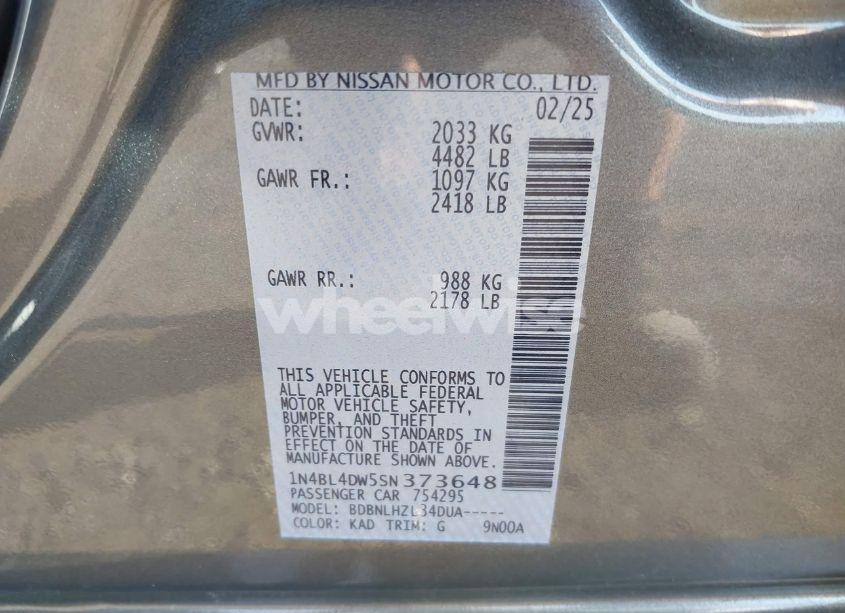 MFD BY NISSAN MOTOR CO., LTD.
DATE: 02/25
GVWR: 2033 KG
4482 LB
GAWR FR.: 1097 KG
2418 LB
GAWR RR.: 988 KG
2178 LB
wheelwise
THIS VEHICLE CONFORMS TO
ALL APPLICABLE FEDERAL
MOTOR VEHICLE SAFETY,
BUMPER, AND THEFT
PREVENTION STANDARDS IN
EFFECT ON THE DATE OF
MANUFACTURE SHOWN ABOVE.
1N4BL4DW5SN373648
PASSENGER CAR 754295
MODEL: BDBNLHZL34DUA-----
COLOR: KAD TRIM: G 9N00A